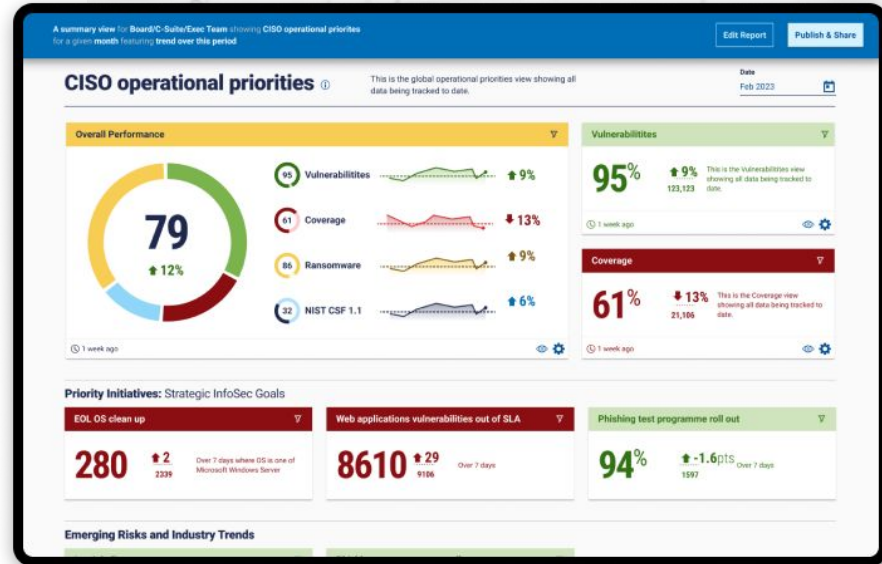 A summary view for Board/C-Suite/Exec Team showing CISO operational priorites
for a given month featuring trend over this period
Edit Report
Publish & Share
CISO operational priorities
This is the global operational priorities view showing all
data being tracked to date.
Date
Feb 2023
Overall Performance
79
12%
95 Vulnerabilitites 9%
61 Coverage 13%
86 Ransomware 9%
32 NIST CSF 1.1 6%
1 week ago
Vulnerabilitites
95%
9%
123,123
This is the Vulnerabilitites view
showing all data being tracked to
date.
1 week ago
Coverage
61%
13%
21,106
This is the Coverage view
showing all data being tracked to
date.
1 week ago
Priority Initiatives: Strategic InfoSec Goals
EOL OS clean up
280
2
2339
Over 7 days where OS is one of
Microsoft Windows Server
Web applications vulnerabilities out of SLA
8610
29
9106
Over 7 days
Phishing test programme roll out
94%
-1.6pts
1597
Over 7 days
Emerging Risks and Industry Trends